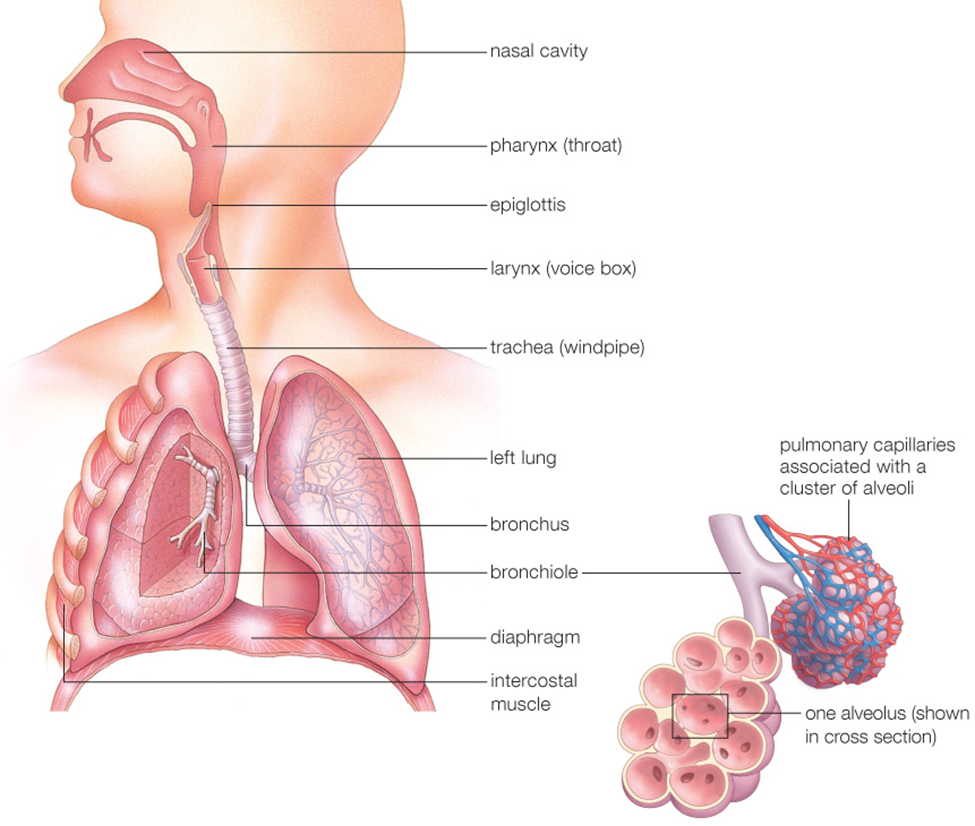 nasal cavity
pharynx (throat)
epiglottis
larynx (voice box)
trachea (windpipe)
left lung
bronchus
bronchiole
diaphragm
intercostal
muscle
pulmonary capillaries
associated with a
cluster of alveoli
one alveolus (shown
in cross section)